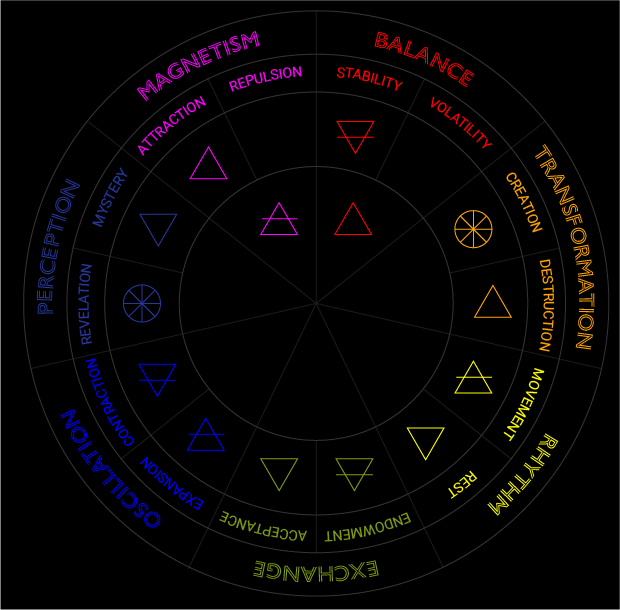 MAGNETISM
BALANCE
REPULSION
STABILITY
ATTRACTION
VOLATILITY
TRANSFORMATION
CREATION
MYSTERY
PERCEPTION
REVELATION
DESTRUCTION
CONTRACTION
MOVEMENT
OSCILLATION
RHYTHM
EXPANSION
REST
ACCEPTANCE
ENDOWMENT
EXCHANGE